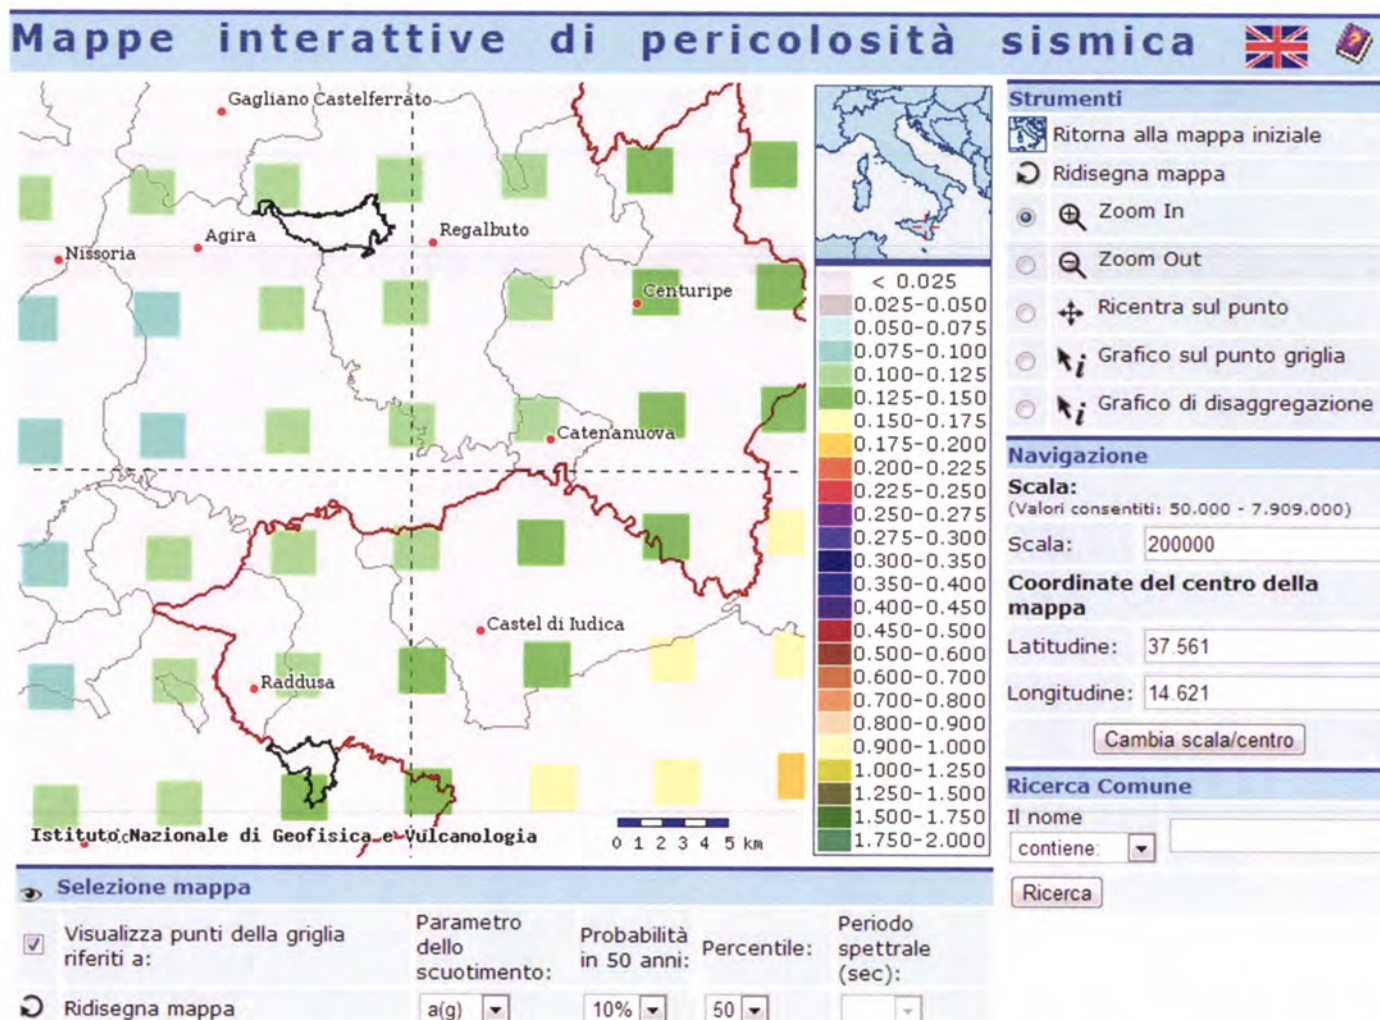 Mappe interattive di pericolosità sismica
Gagliano Castelferrato
Agira
Regalbuto
Nissoria
Centuripe
Catenanuova
Castel di Iudica
Raddusa
Istituto Nazionale di Geofisica e Vulcanologia
0 1 2 3 4 5 km
< 0.025
0.025-0.050
0.050-0.075
0.075-0.100
0.100-0.125
0.125-0.150
0.150-0.175
0.175-0.200
0.200-0.225
0.225-0.250
0.250-0.275
0.275-0.300
0.300-0.350
0.350-0.400
0.400-0.450
0.450-0.500
0.500-0.600
0.600-0.700
0.700-0.800
0.800-0.900
0.900-1.000
1.000-1.250
1.250-1.500
1.500-1.750
1.750-2.000
Strumenti
Ritorna alla mappa iniziale
Ridisegna mappa
Zoom In
Zoom Out
Ricentra sul punto
Grafico sul punto griglia
Grafico di disaggregazione
Navigazione
Scala:
(Valori consentiti: 50.000 - 7.909.000)
Scala: 200000
Coordinate del centro della
mappa
Latitudine: 37.561
Longitudine: 14.621
Cambia scala/centro
Ricerca Comune
Il nome
contiene:
Ricerca
Selezione mappa
Visualizza punti della griglia
riferiti a:
Parametro
dello
scuotimento:
Probabilità
in 50 anni:
Percentile:
Periodo
spettrale
(sec):
Ridisegna mappa
a(g)
10%
50